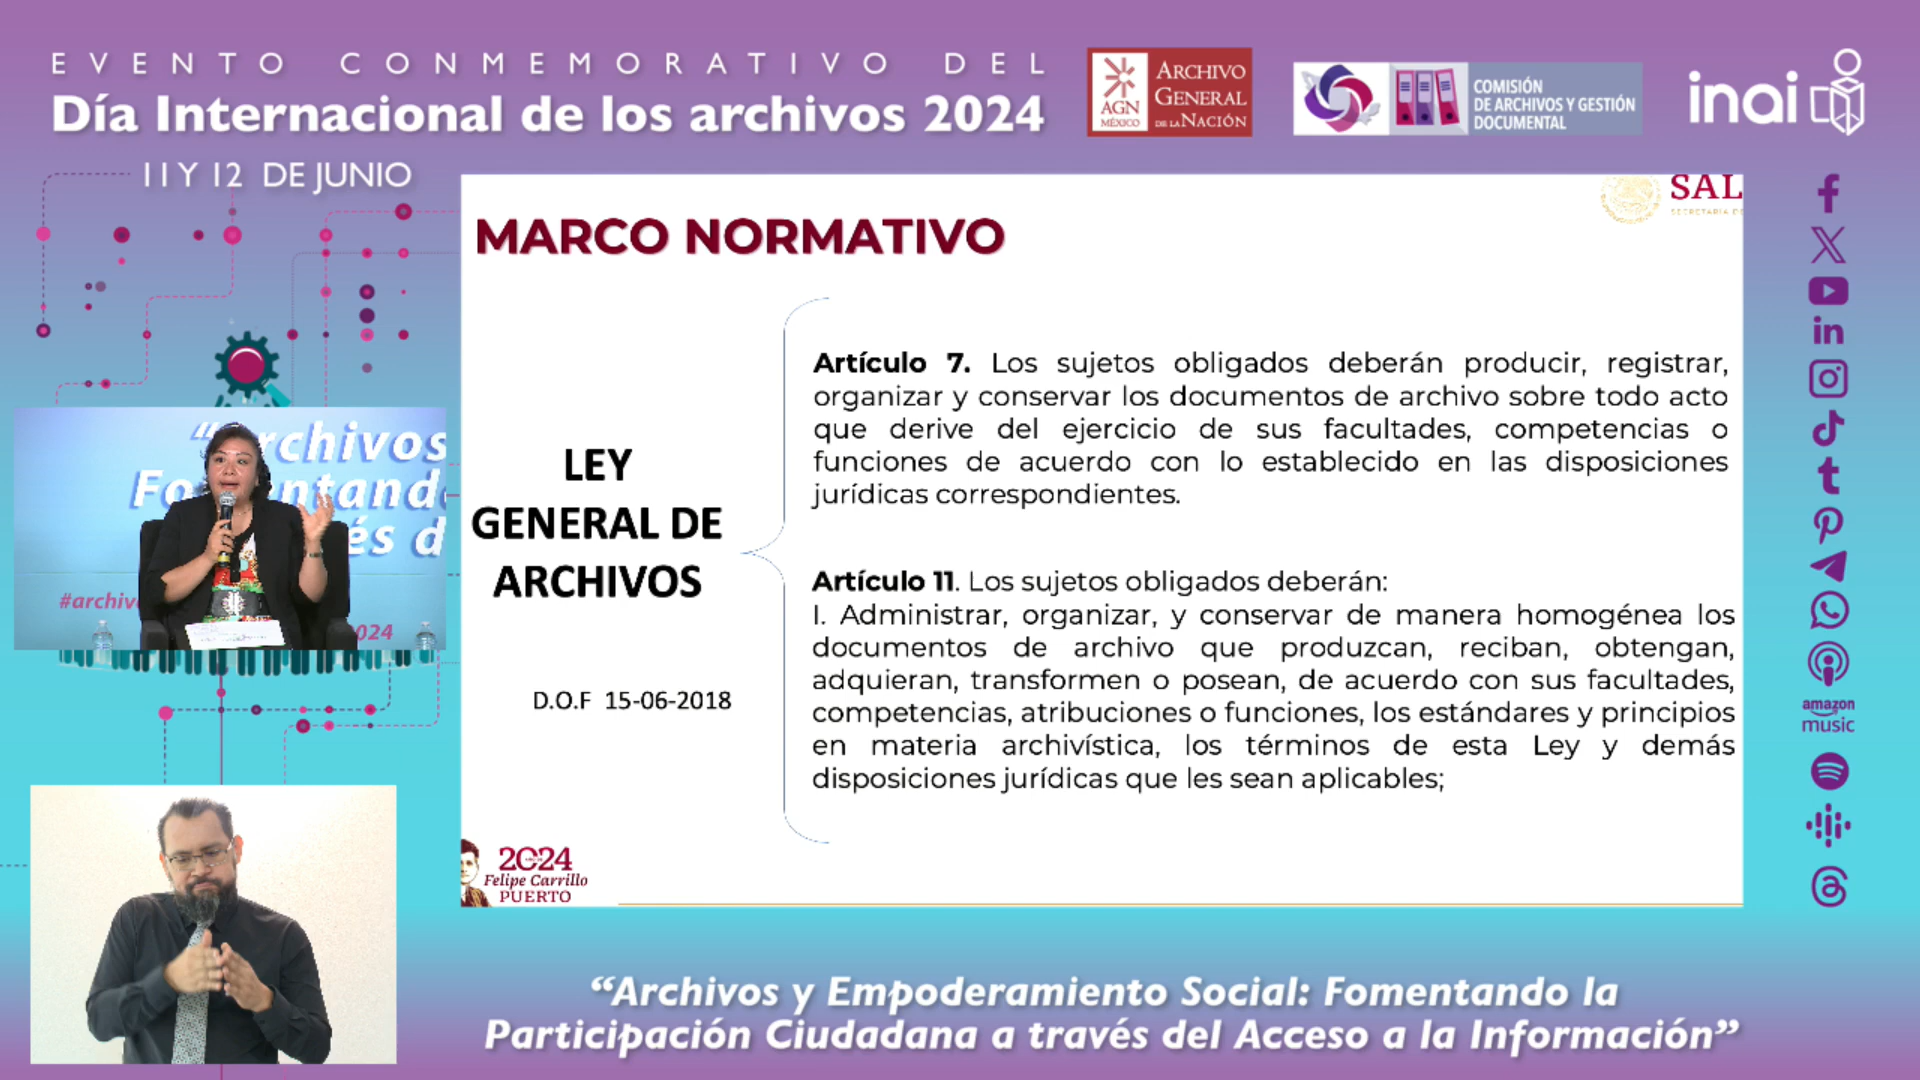 EVENTO CONMEMORATIVO DEL
Día Internacional de los archivos 2024
11 Y 12 DE JUNIO
AGN
MÉXICO
ARCHIVO
GENERAL
DE LA NACIÓN
COMISIÓN
DE ARCHIVOS Y GESTIÓN
DOCUMENTAL
inai
SAL
MARCO NORMATIVO
LEY
GENERAL DE
ARCHIVOS
D.O.F 15-06-2018
Artículo 7. Los sujetos obligados deberán producir, registrar,
organizar y conservar los documentos de archivo sobre todo acto
que derive del ejercicio de sus facultades, competencias o
funciones de acuerdo con lo establecido en las disposiciones
jurídicas correspondientes.
Artículo 11. Los sujetos obligados deberán:
I. Administrar, organizar, y conservar de manera homogénea los
documentos de archivo que produzcan, reciban, obtengan,
adquieran, transformen o posean, de acuerdo con sus facultades,
competencias, atribuciones o funciones, los estándares y principios
en materia archivística, los términos de esta Ley y demás
disposiciones jurídicas que les sean aplicables;
2024
Felipe Carrillo
PUERTO
amazon
music
“Archivos y Empoderamiento Social: Fomentando la
Participación Ciudadana a través del Acceso a la Información”